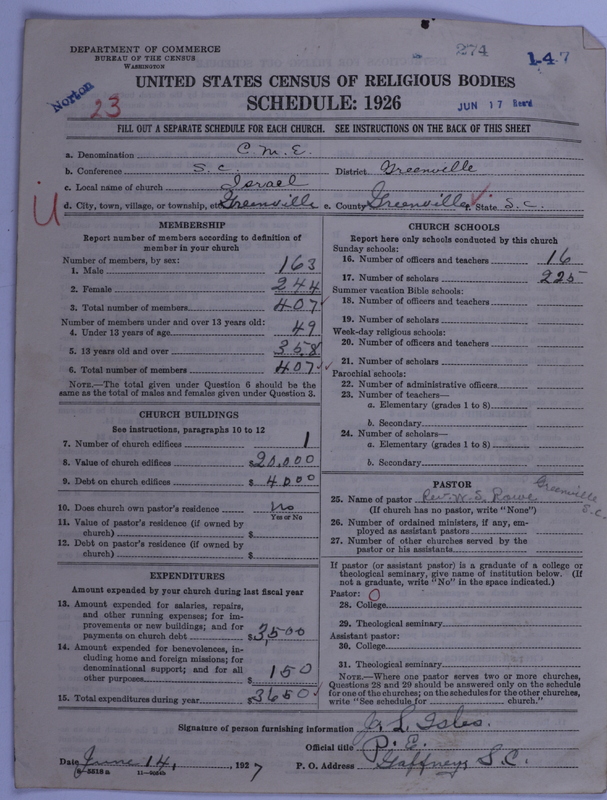 274
1-47
DEPARTMENT OF COMMERCE
BUREAU OF THE CENSUS
WASHINGTON
UNITED STATES CENSUS OF RELIGIOUS BODIES
Norton
23
SCHEDULE: 1926
JUN 17 Rec'd
FILL OUT A SEPARATE SCHEDULE FOR EACH CHURCH. SEE INSTRUCTIONS ON THE BACK OF THIS SHEET
a. Denomination C.M.E.
b. Conference S.C. District Greenville
c. Local name of church Israel
U
d. City, town, village, or township, etc Greenville e. County Greenville f. State S.C.
MEMBERSHIP
Report number of members according to definition of
member in your church
Number of members, by sex:
1. Male 163
2. Female 244
3. Total number of members 407
Number of members under and over 13 years old:
4. Under 13 years of age 49
5. 13 years old and over 358
6. Total number of members 407
NOTE.—The total given under Question 6 should be
same as the total of males and females given under Question 3.
CHURCH BUILDINGS
See instructions, paragraphs 10 to 12
7. Number of church edifices 1
8. Value of church edifices $20,000
9. Debt on church edifices $4000
10. Does church own pastor's residence No
Yes or No
11. Value of pastor's residence (if owned by
church) $
12. Debt on pastor's residence (if owned by
church) $
EXPENDITURES
Amount expended by your church during last fiscal year
13. Amount expended for salaries, repairs,
and other running expenses; for im-
provements or new buildings; and for
payments on church debt $3,500
14. Amount expended for benevolences, in-
cluding home and foreign missions; for
denominational support; and for all
other purposes $150
15. Total expenditures during year $3650
CHURCH SCHOOLS
Report here only schools conducted by this church
Sunday schools:
16. Number of officers and teachers 16
17. Number of scholars 225
Summer vacation Bible schools:
18. Number of officers and teachers
19. Number of scholars
Week-day religious schools:
20. Number of officers and teachers
21. Number of scholars
Parochial schools:
22. Number of administrative officers
23. Number of teachers—
a. Elementary (grades 1 to 8)
b. Secondary
24. Number of scholars—
a. Elementary (grades 1 to 8)
b. Secondary
PASTOR
25. Name of pastor Rev. W. S. Rowe Greenville S.C.
(If church has no pastor, write "None")
26. Number of ordained ministers, if any, em-
ployed as assistant pastors
27. Number of other churches served by the
pastor or his assistants
If pastor (or assistant pastor) is a graduate of a college or
theological seminary, give name of institution below. (If
not a graduate, write "No" in the space indicated.)
Pastor: O
28. College
29. Theological seminary
Assistant pastor:
30. College
31. Theological seminary
NOTE.—Where one pastor serves two or more churches,
Questions 28 and 29 should be answered only on the schedule
for one of the churches; on the schedules for the other churches,
write "See schedule for church."
Signature of person furnishing information J. L. Isles.
Official title P. E.
Date June 14, 1927 P. O. Address Gaffney, S.C.
8-5518 a 11-9054b